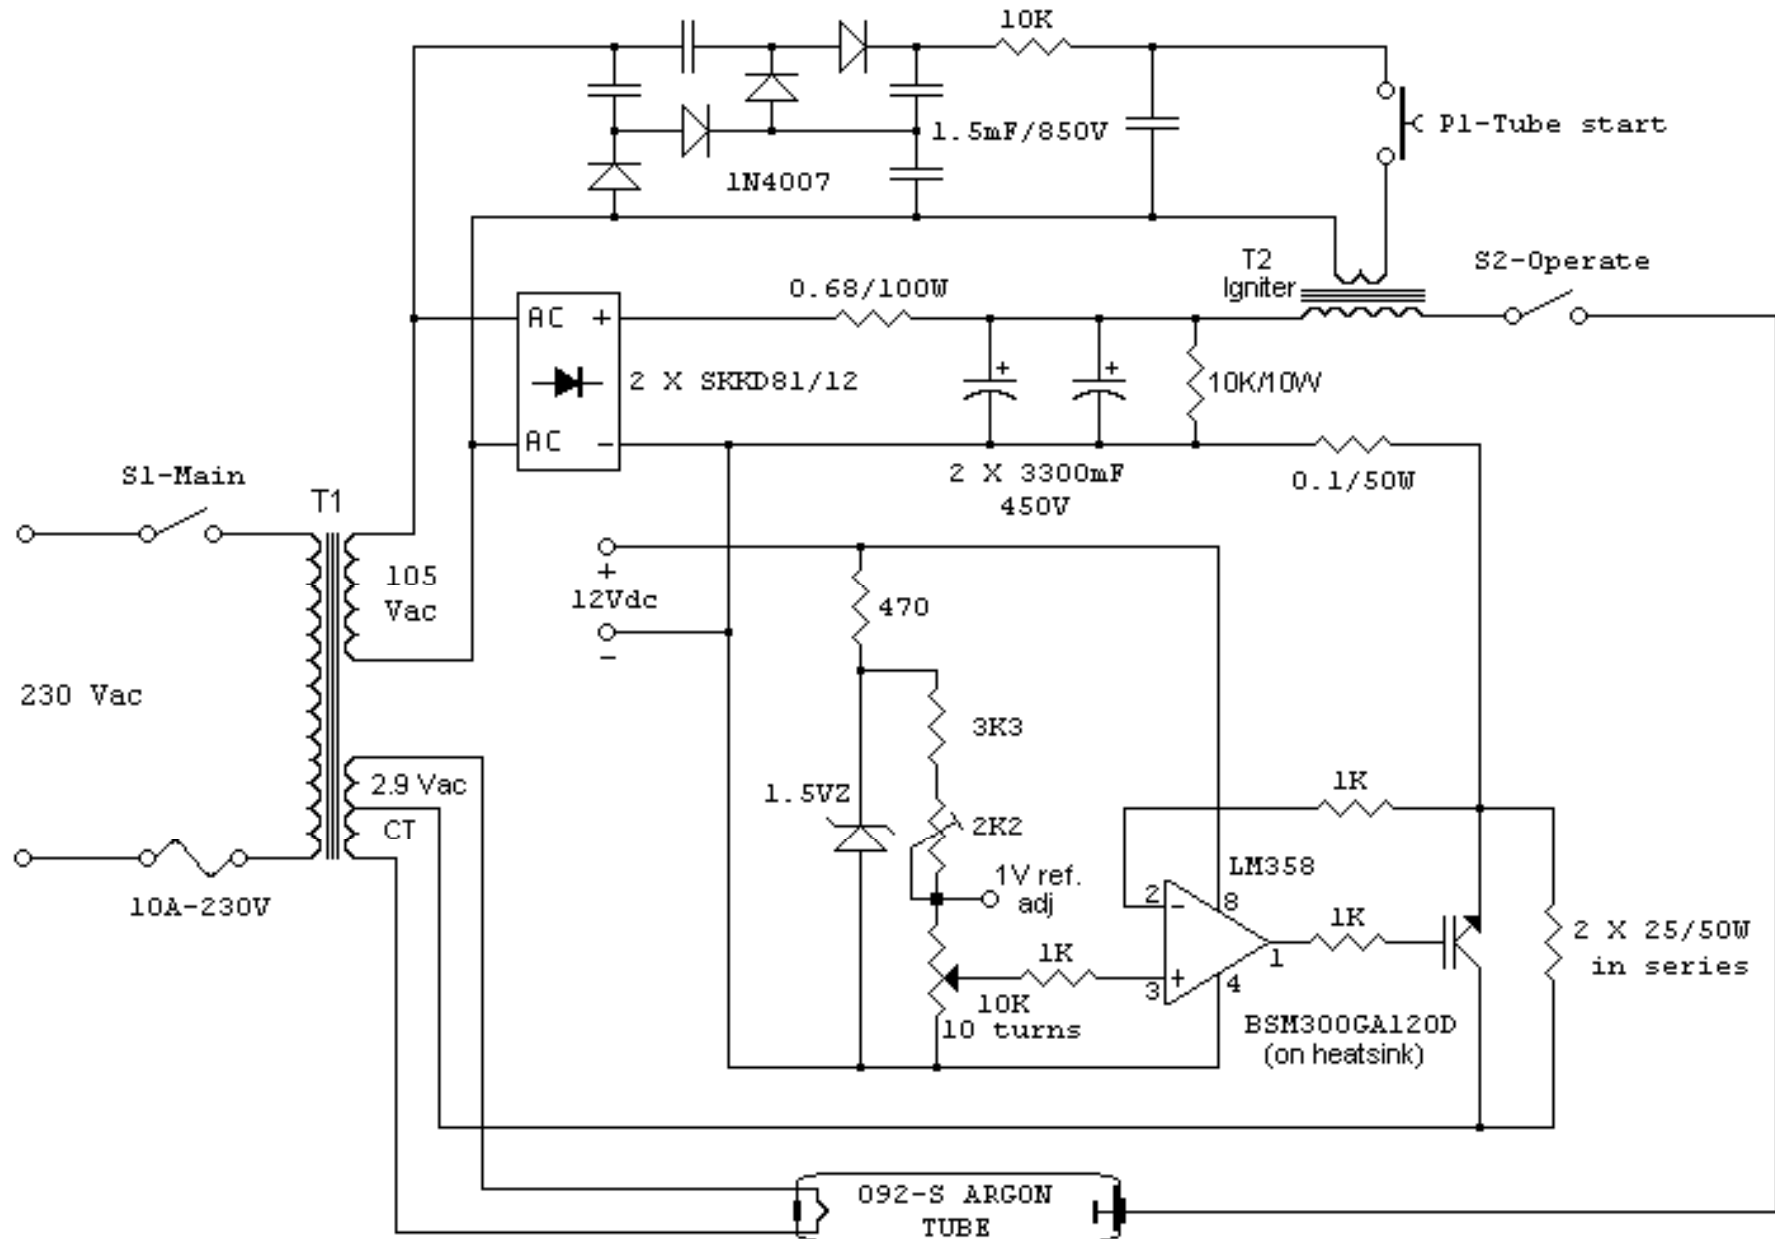 10K
1.5mF/850V
P1-Tube start
1N4007
T2
Igniter
S2-Operate
0.68/100W
AC +
2 X SKKD81/12
10K/10W
AC −
S1-Main
T1
2 X 3300mF
450V
0.1/50W
105
Vac
+
12Vdc
−
470
230 Vac
3K3
2.9 Vac
CT
1.5VZ
2K2
1K
1V ref.
adj
LM358
10A-230V
2
−
8
1K
1K
1
3
+
4
2 X 25/50W
in series
10K
10 turns
BSM300GA120D
(on heatsink)
092-S ARGON
TUBE
+
+